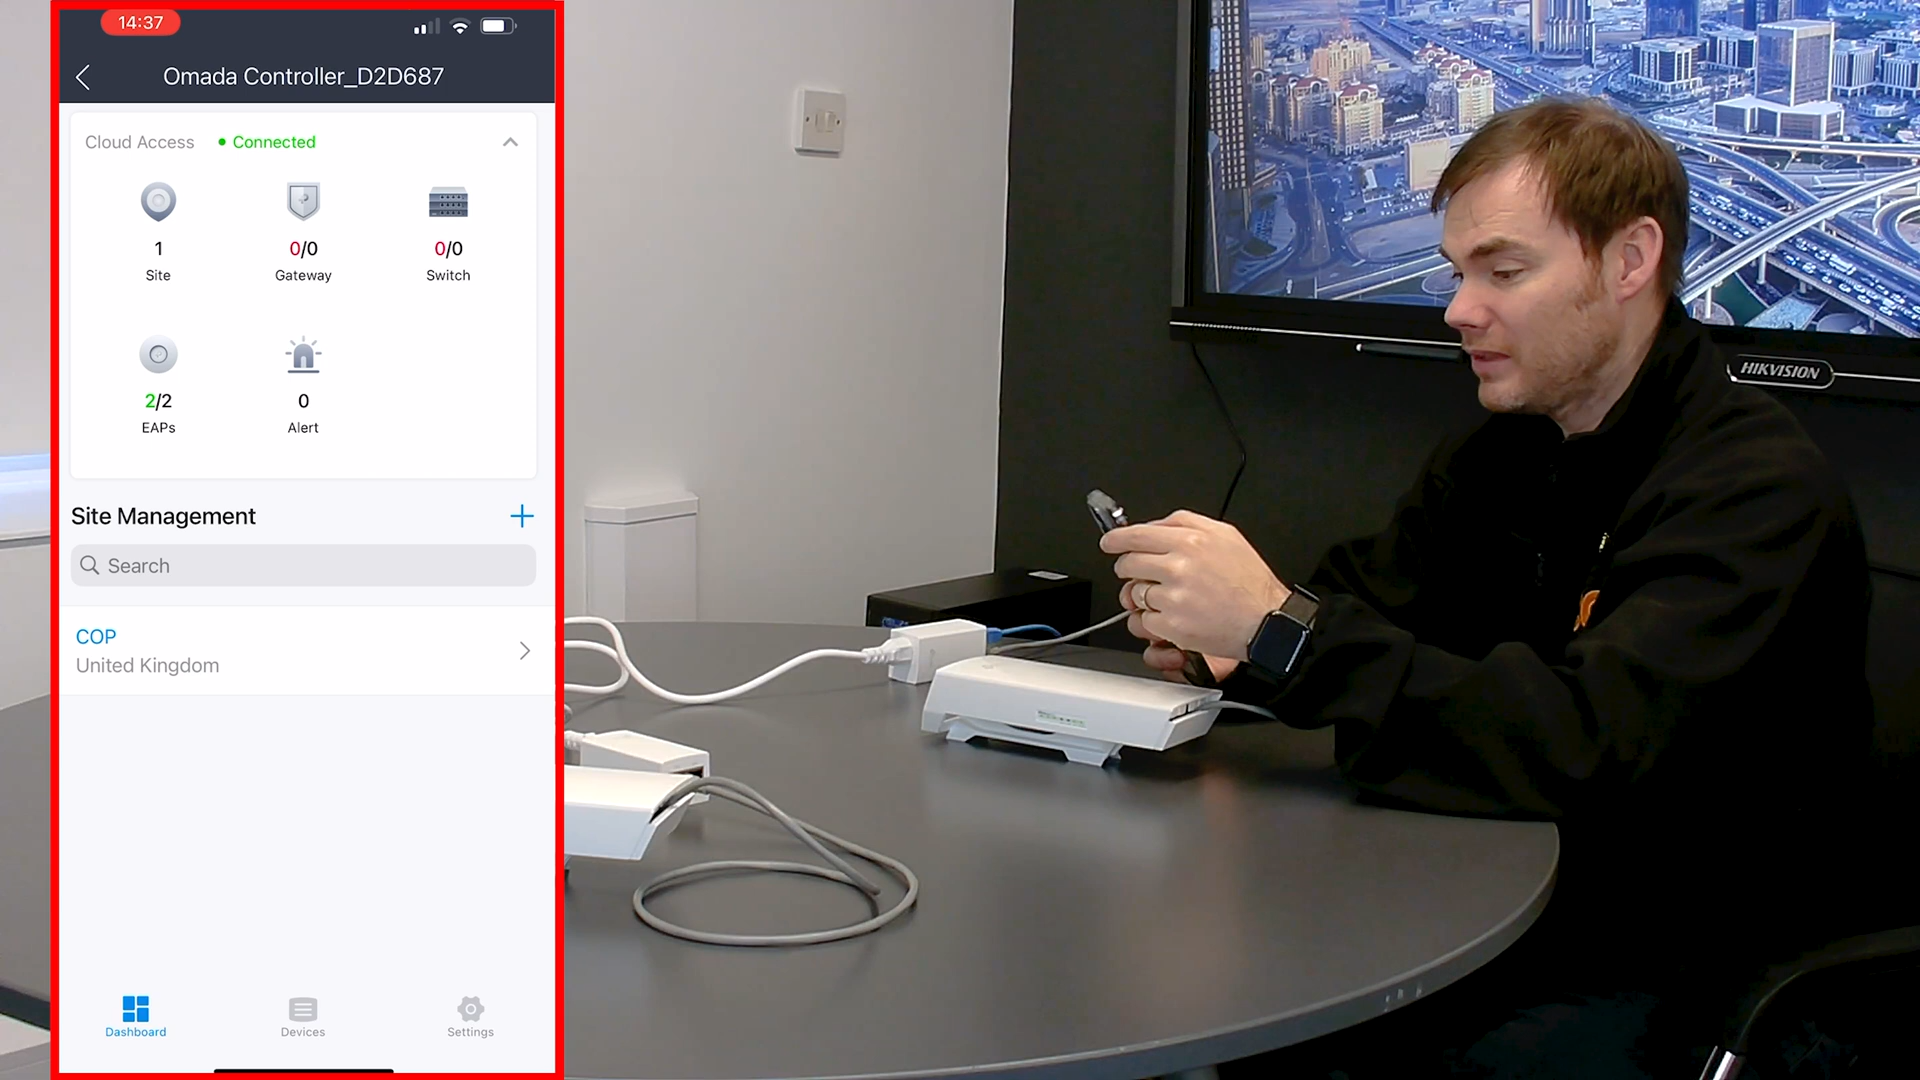 14:37
Omada Controller_D2D687
Cloud Access
Connected
1
0/0
0/0
Site
Gateway
Switch
2/2
0
EAPs
Alert
Site Management
Search
COP
United Kingdom
Dashboard
Devices
Settings
HIKVISION